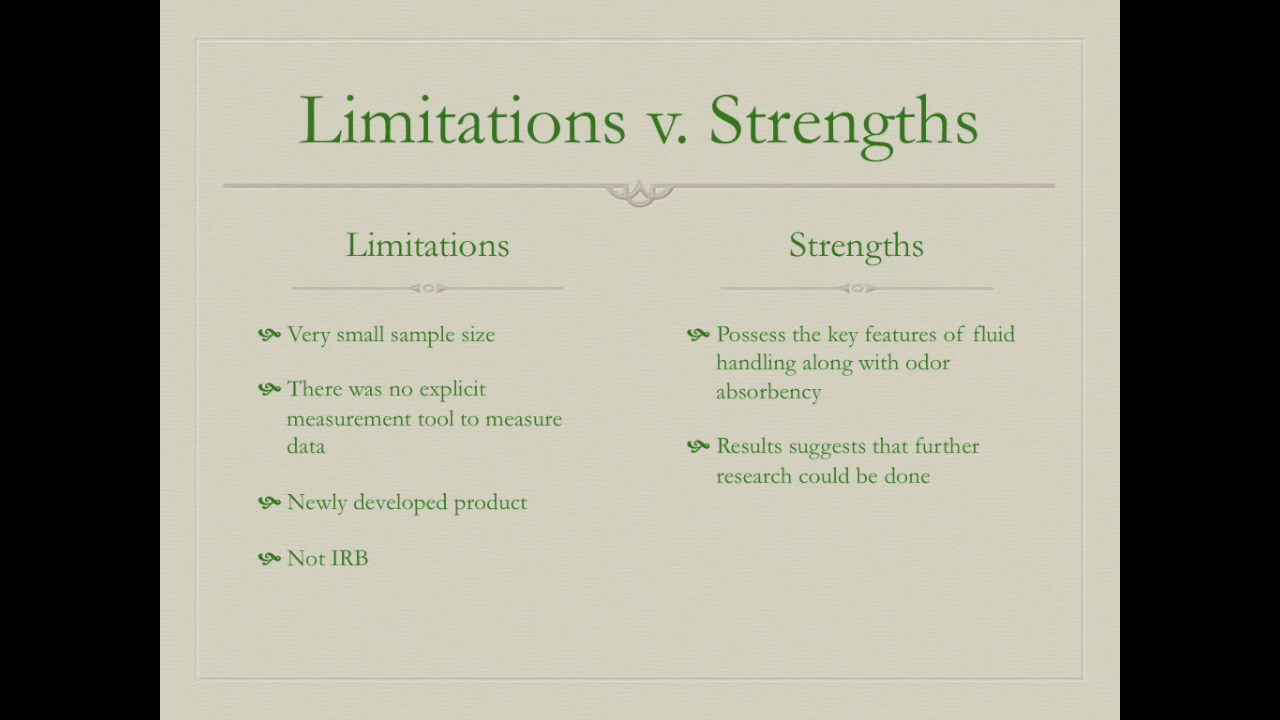 Limitations v. Strengths
Limitations
Very small sample size
There was no explicit
measurement tool to measure
data
Newly developed product
Not IRB
Strengths
Possess the key features of fluid
handling along with odor
absorbency
Results suggests that further
research could be done